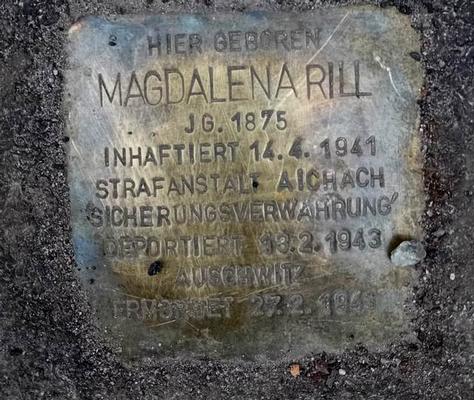 HIER GEBOREN
MAGDALENA RILL
JG. 1875
INHAFTIERT 14.4.1941
STRAFANSTALT AICHACH
'SICHERUNGSVERWAHRUNG'
DEPORTIERT 13.2.1943
AUSCHWITZ
ERMORDET 27.2.1943